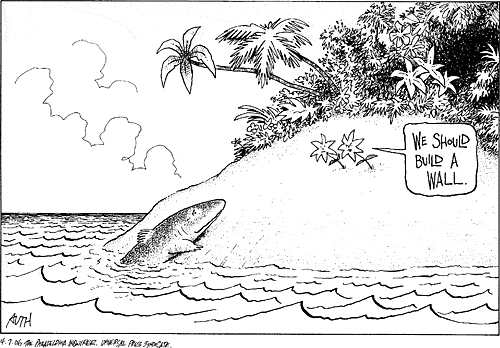 WE SHOULD
BUILD A
WALL.
AUTH
4.7.06 THE PHILADELPHIA INQUIRER. UNIVERSAL PRESS SYNDICATE.